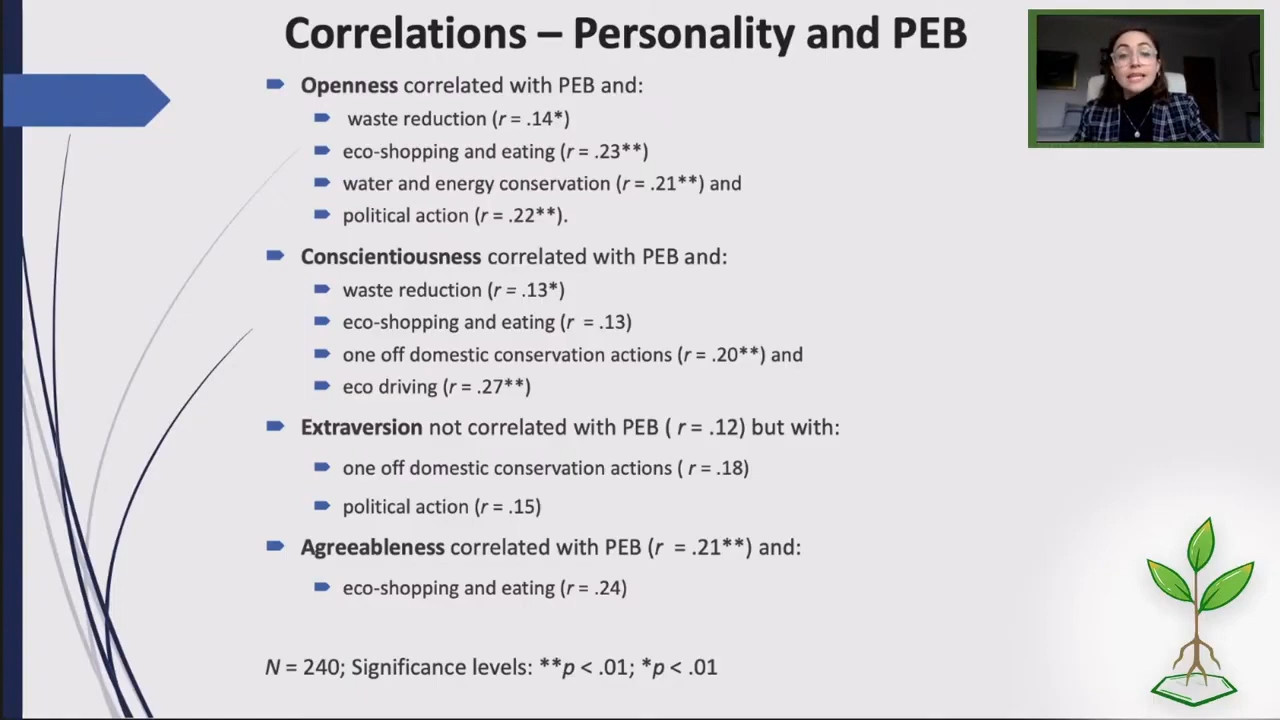 Correlations – Personality and PEB
Openness correlated with PEB and:
waste reduction (r = .14*)
eco-shopping and eating (r = .23**)
water and energy conservation (r = .21**) and
political action (r = .22**).
Conscientiousness correlated with PEB and:
waste reduction (r = .13*)
eco-shopping and eating (r = .13)
one off domestic conservation actions (r = .20**) and
eco driving (r = .27**)
Extraversion not correlated with PEB ( r = .12) but with:
one off domestic conservation actions ( r = .18)
political action (r = .15)
Agreeableness correlated with PEB (r = .21**) and:
eco-shopping and eating (r = .24)
N = 240; Significance levels: **p < .01; *p < .01